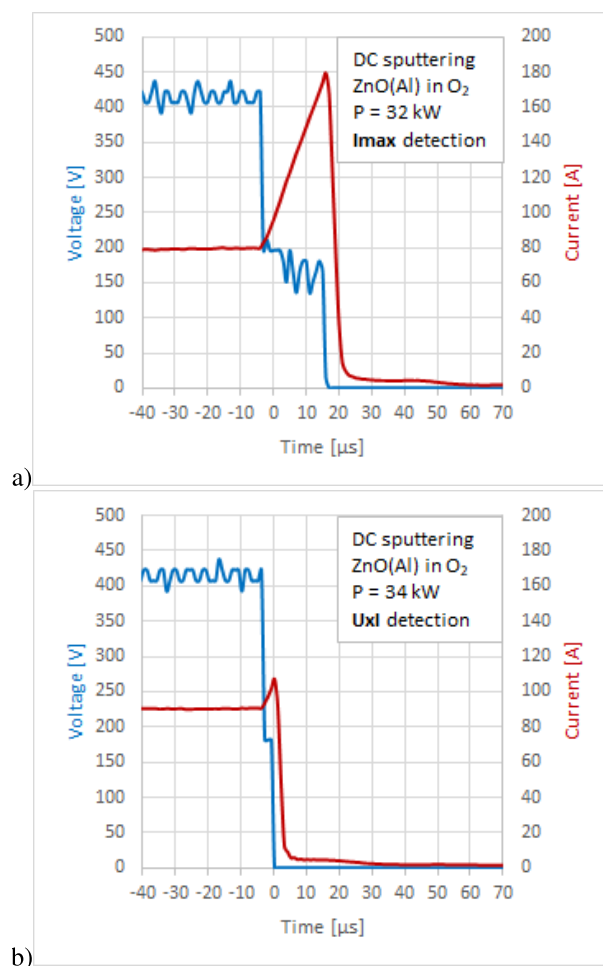 500 200
450 180
400 160
350 140
300 120
250 100
200 80
150 60
100 40
50 20
0 0
Voltage [V]
Current [A]
DC sputtering
ZnO(Al) in O₂
P = 32 kW
Imax detection
-40 -30 -20 -10 0 10 20 30 40 50 60 70
Time [µs]
a)
500 200
450 180
400 160
350 140
300 120
250 100
200 80
150 60
100 40
50 20
0 0
Voltage [V]
Current [A]
DC sputtering
ZnO(Al) in O₂
P = 34 kW
UxI detection
-40 -30 -20 -10 0 10 20 30 40 50 60 70
Time [µs]
b)